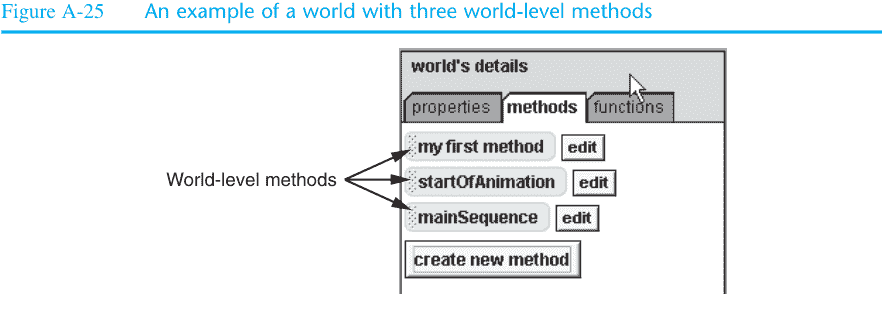 Figure A-25 An example of a world with three world-level methods
world's details
properties methods functions
my first method edit
World-level methods startOfAnimation edit
mainSequence edit
create new method